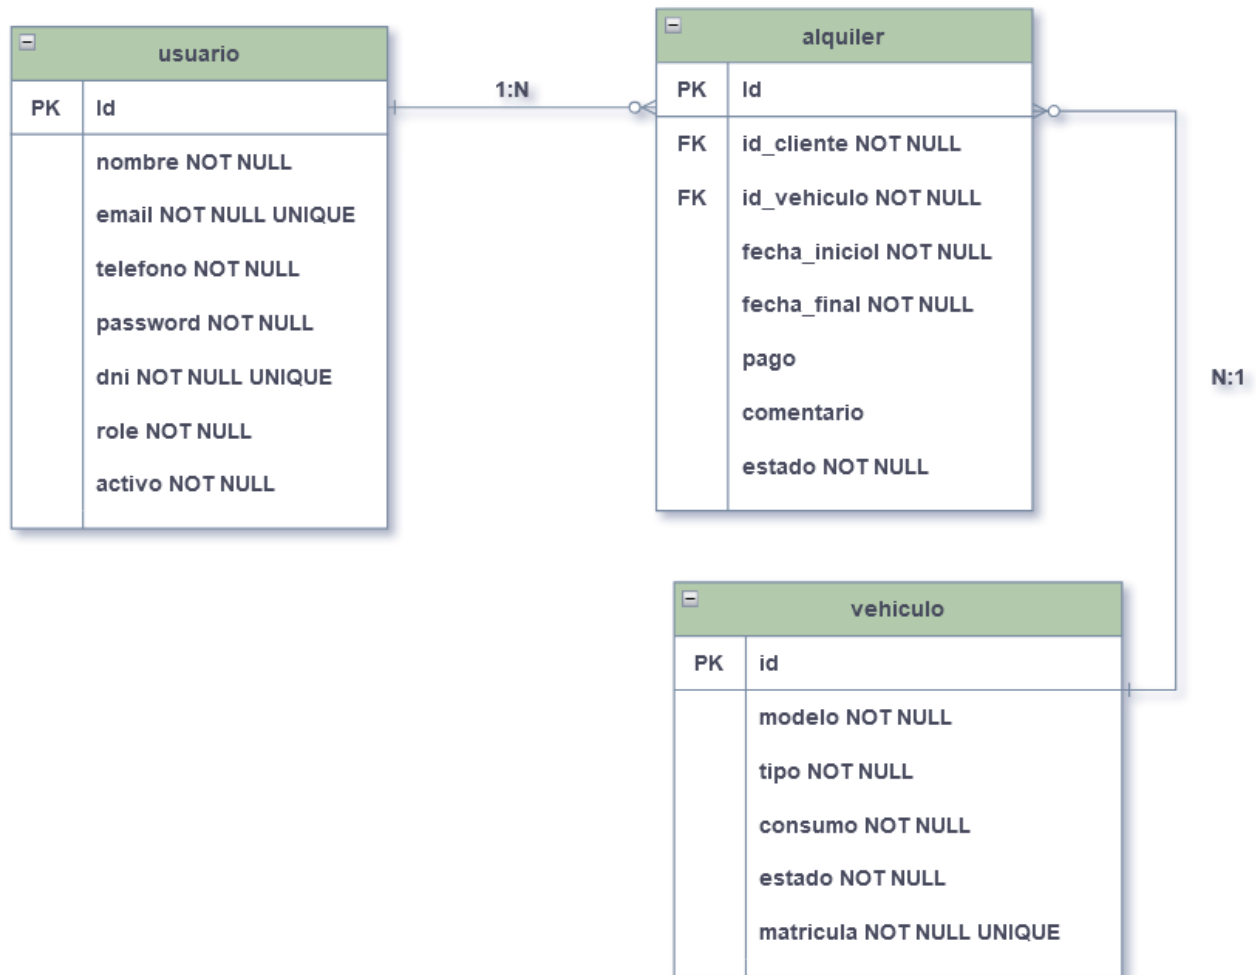 usuario
PK Id
nombre NOT NULL
email NOT NULL UNIQUE
telefono NOT NULL
password NOT NULL
dni NOT NULL UNIQUE
role NOT NULL
activo NOT NULL
1:N
alquiler
PK Id
FK id_cliente NOT NULL
FK id_vehiculo NOT NULL
fecha_iniciol NOT NULL
fecha_final NOT NULL
pago
comentario
estado NOT NULL
N:1
vehiculo
PK id
modelo NOT NULL
tipo NOT NULL
consumo NOT NULL
estado NOT NULL
matricula NOT NULL UNIQUE